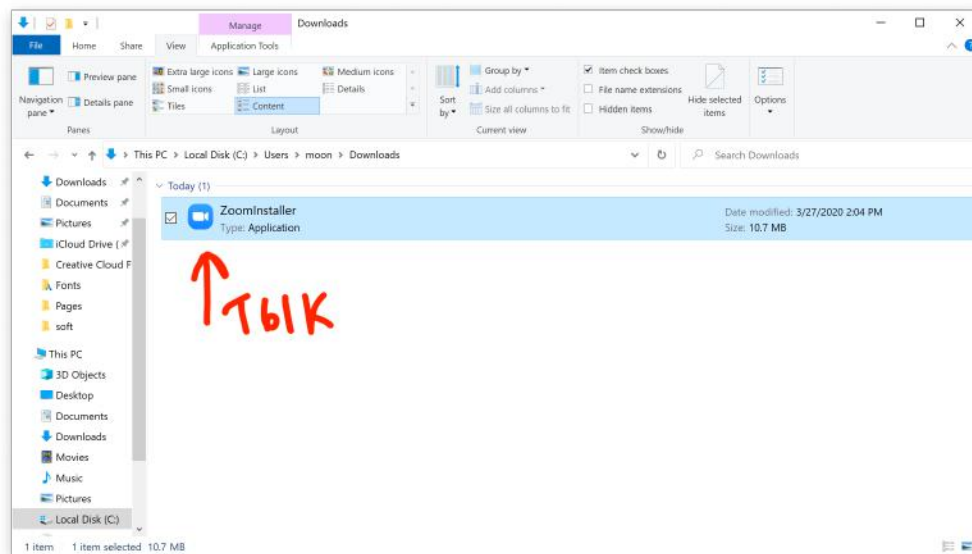 Manage
Downloads
File Home Share View Application Tools
Navigation pane
Preview pane
Details pane
Panes
Extra large icons Large icons Medium icons
Small icons List Details
Tiles Content
Layout
Sort by
Group by
Add columns
Size all columns to fit
Current view
Item check boxes
File name extensions
Hidden items
Hide selected items
Show/hide
Options
This PC > Local Disk (C:) > Users > moon > Downloads
Search Downloads
Downloads
Documents
Pictures
iCloud Drive (
Creative Cloud F
Fonts
Pages
soft
This PC
3D Objects
Desktop
Documents
Downloads
Movies
Music
Pictures
Local Disk (C:)
Today (1)
ZoomInstaller
Type: Application
Date modified: 3/27/2020 2:04 PM
Size: 10.7 MB
тык
1 item 1 item selected 10.7 MB